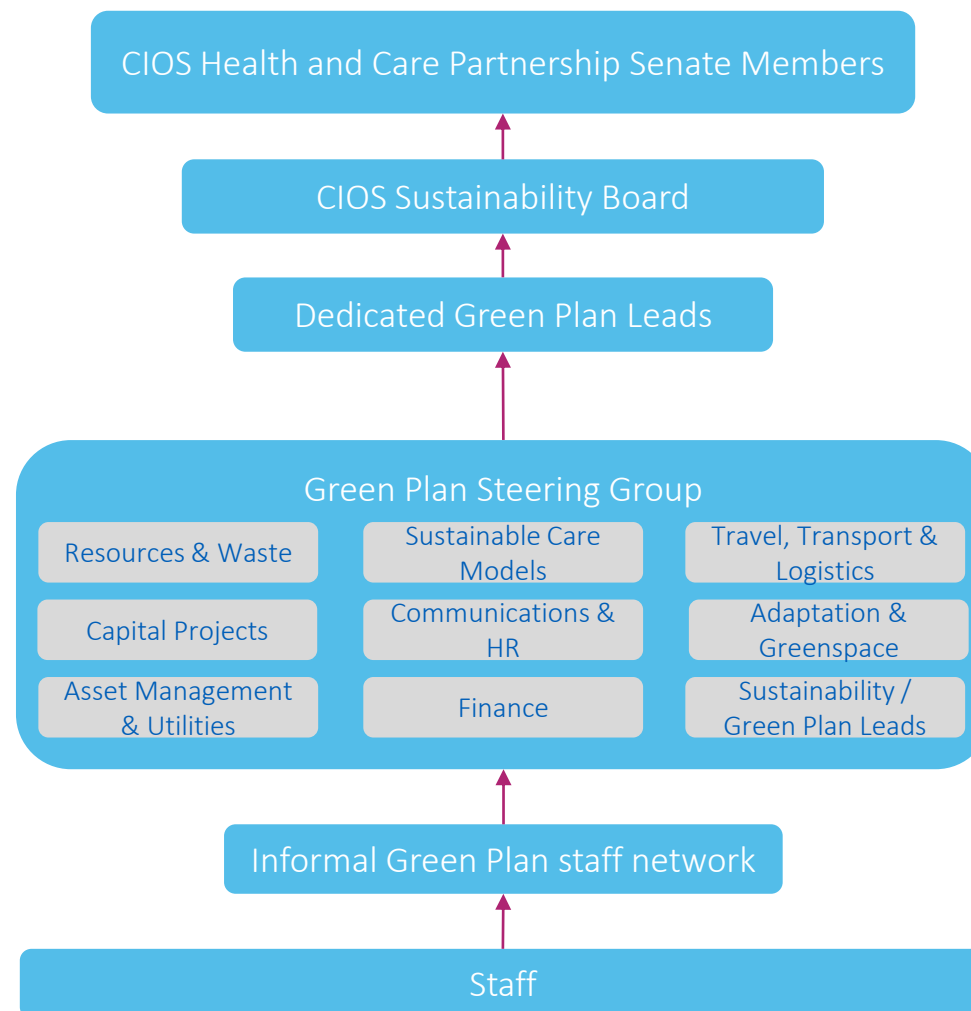 CIOS Health and Care Partnership Senate Members
CIOS Sustainability Board
Dedicated Green Plan Leads
Green Plan Steering Group
Resources & Waste
Sustainable Care
Models
Travel, Transport &
Logistics
Capital Projects
Communications &
HR
Adaptation &
Greenspace
Asset Management
& Utilities
Finance
Sustainability /
Green Plan Leads
Informal Green Plan staff network
Staff